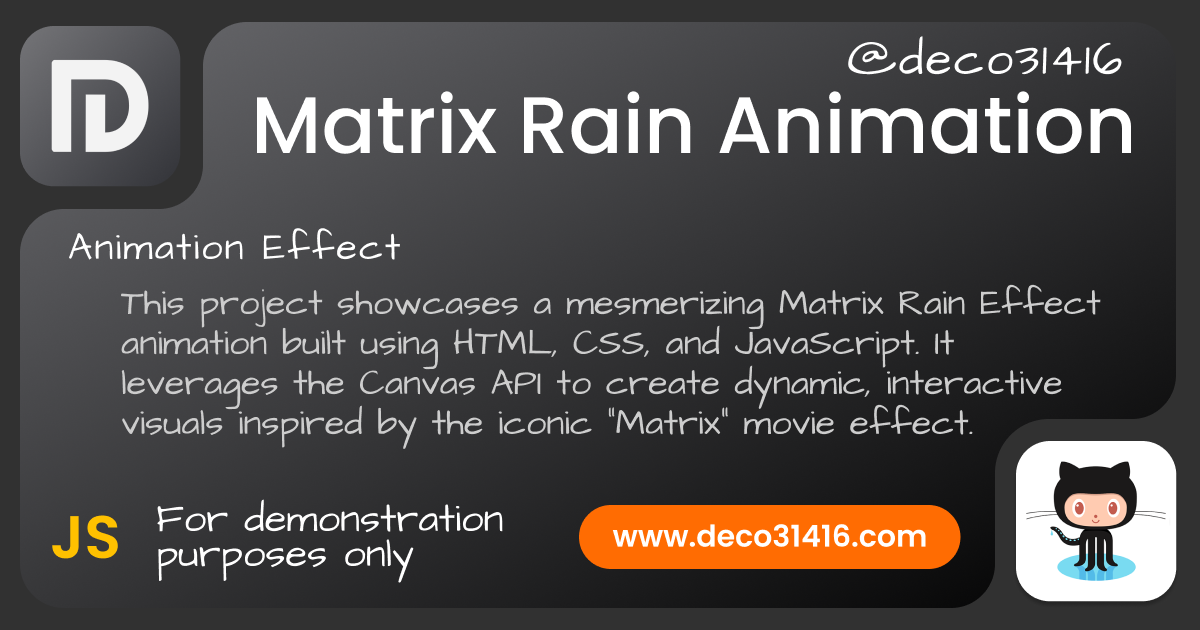 @deco31416
Matrix Rain Animation
Animation Effect
This project showcases a mesmerizing Matrix Rain Effect
animation built using HTML, CSS, and JavaScript. It
leverages the Canvas API to create dynamic, interactive
visuals inspired by the iconic "Matrix" movie effect.
JS
For demonstration
purposes only
www.deco31416.com